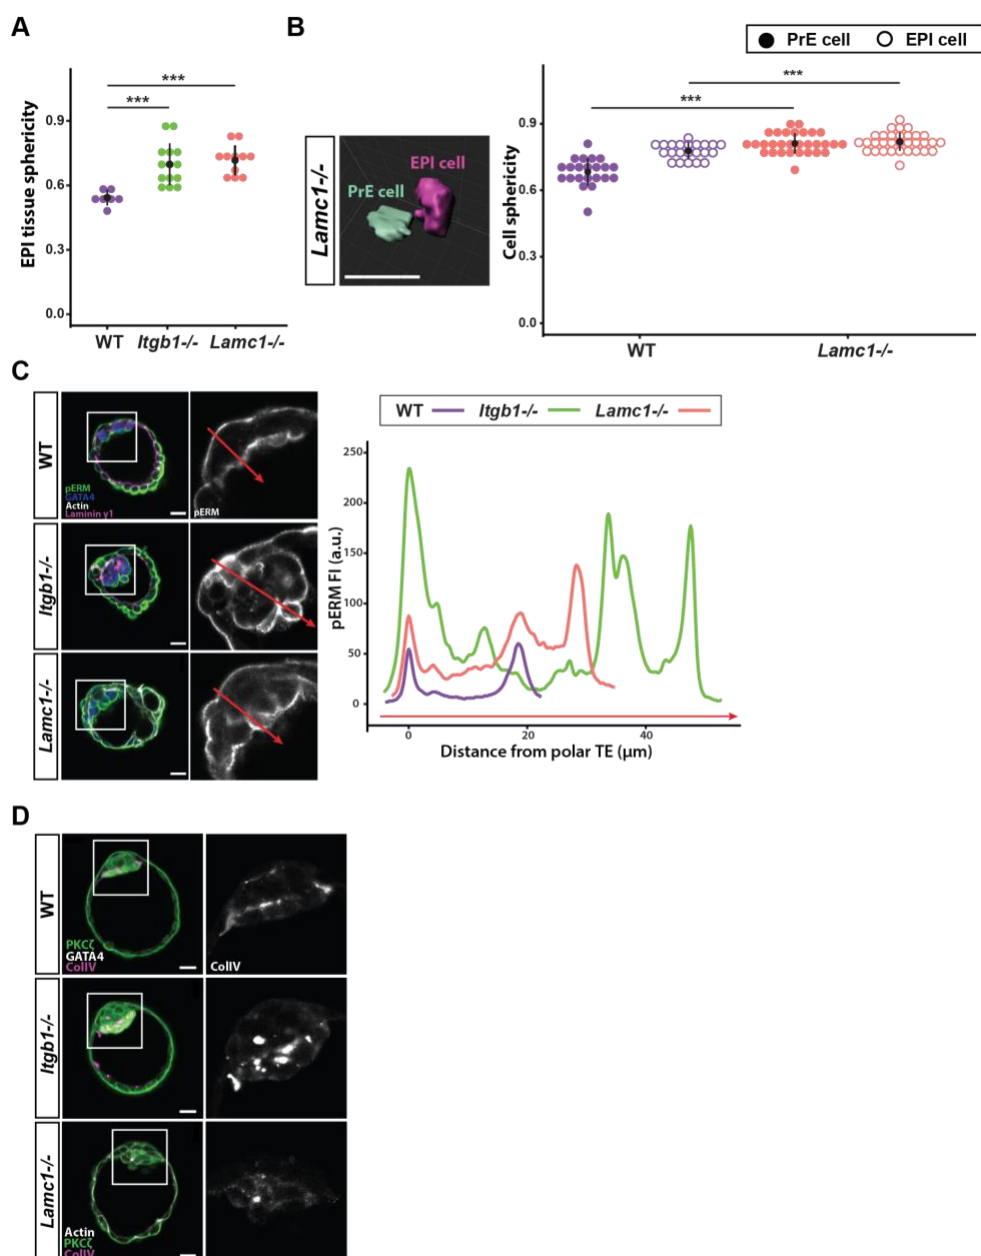 A
EPI tissue sphericity
0.9
0.6
0.3
0.0
***
***
WT Itgb1-/- Lamc1-/-
B
PrE cell EPI cell
Lamc1-/-
EPI cell
PrE cell
Cell sphericity
0.9
0.6
0.3
0.0
***
***
WT Lamc1-/-
C
WT
pERM
GATA4
Actin
Laminin γ1
pERM
Itgb1-/-
Lamc1-/-
WT Itgb1-/- Lamc1-/-
pERM FI (a.u.)
250
200
150
100
50
0
0 20 40
Distance from polar TE (µm)
D
WT
PKCζ
GATA4
ColIV
ColIV
Itgb1-/-
Lamc1-/-
Actin
PKCζ
ColIV